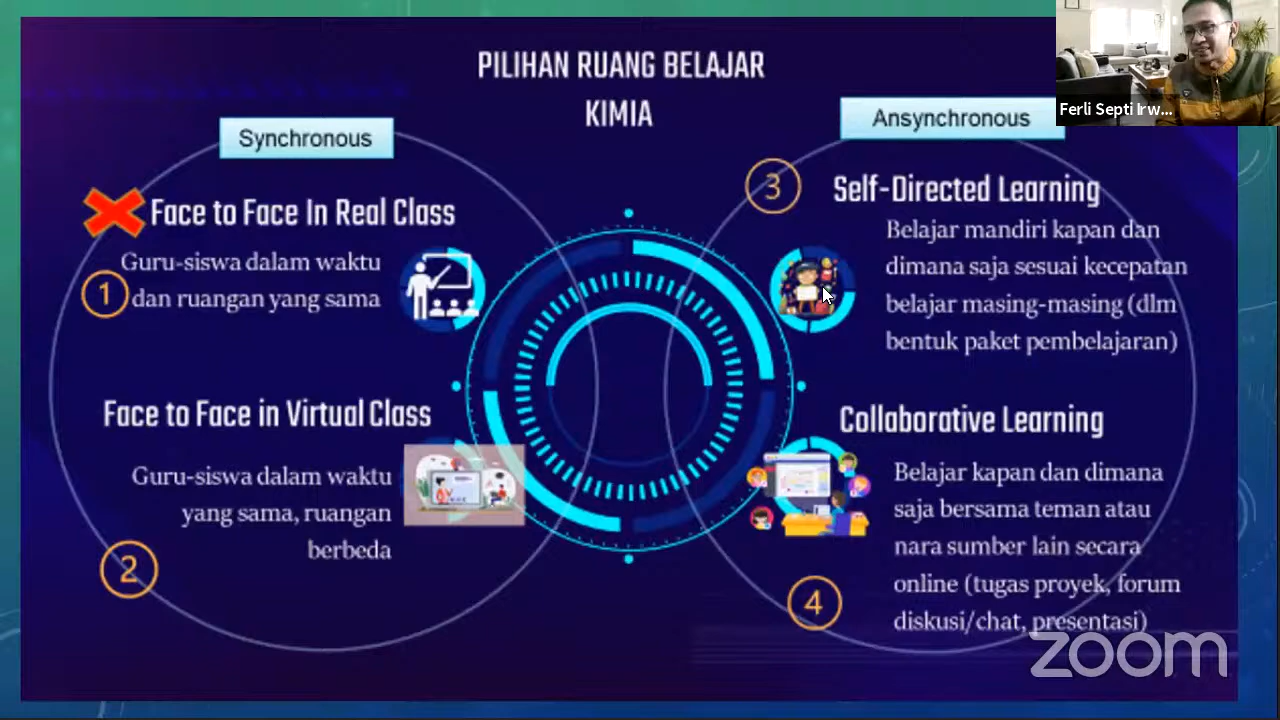 PILIHAN RUANG BELAJAR
KIMIA
Ferli Septi Irw...
Synchronous
Face to Face In Real Class
Guru-siswa dalam waktu
dan ruangan yang sama
1
Face to Face in Virtual Class
Guru-siswa dalam waktu
yang sama, ruangan
berbeda
2
Ansynchronous
3
Self-Directed Learning
Belajar mandiri kapan dan
dimana saja sesuai kecepatan
belajar masing-masing (dlm
bentuk paket pembelajaran)
Collaborative Learning
Belajar kapan dan dimana
saja bersama teman atau
nara sumber lain secara
online (tugas proyek, forum
diskusi/chat, presentasi)
4
zoom